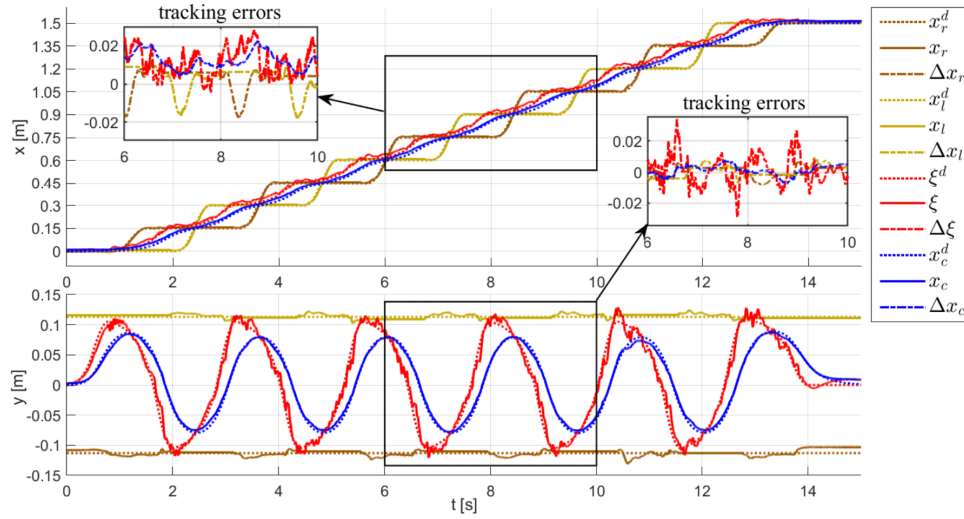 tracking errors
0.02
0
-0.02
6
8
10
x [m]
1.5
1.35
1.2
1.05
0.9
0.75
0.6
0.45
0.3
0.15
0
tracking errors
0.02
0
-0.02
6
8
10
0 2 4 6 8 10 12 14
y [m]
0.15
0.1
0.05
0
-0.05
-0.1
-0.15
0 2 4 6 8 10 12 14
t [s]
x_r^d
x_r
Δx_r
x_l^d
x_l
Δx_l
ξ^d
ξ
Δξ
x_c^d
x_c
Δx_c